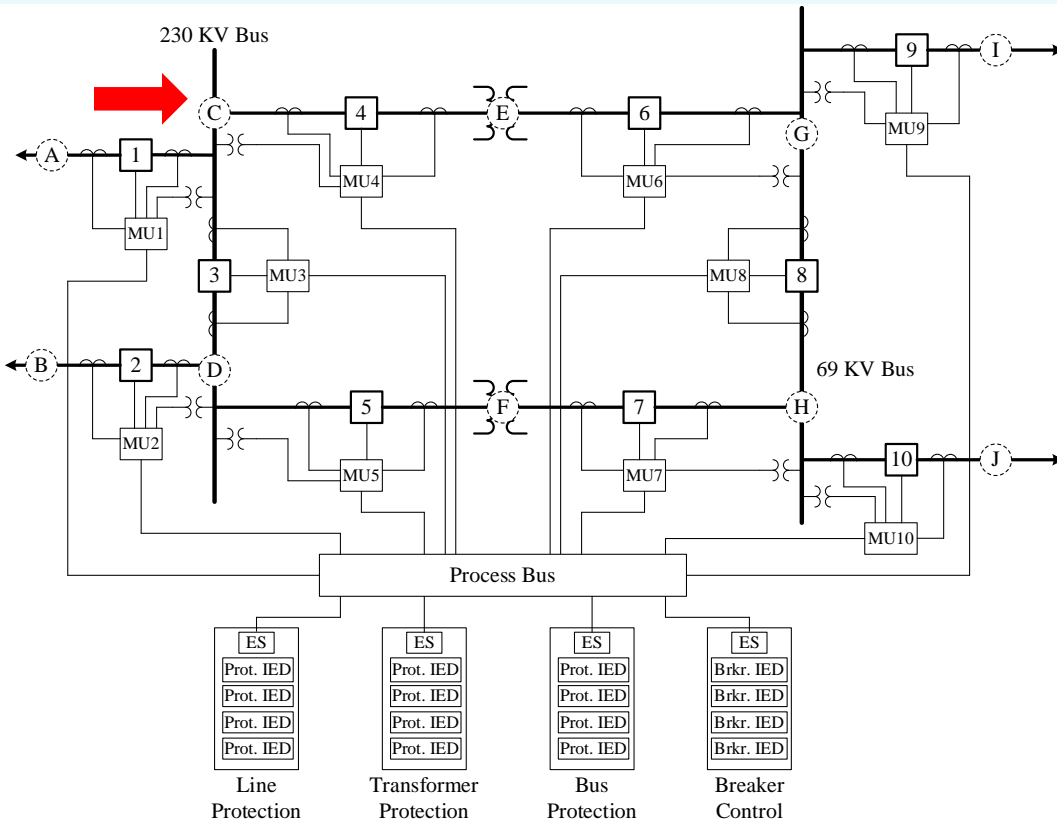 230 KV Bus
9
I
C
4
E
6
MU9
G
A
1
MU4
MU6
MU1
3
MU3
MU8
8
B
2
D
69 KV Bus
5
F
7
H
MU2
MU5
MU7
10
J
MU10
Process Bus
ES
ES
ES
ES
Prot. IED
Prot. IED
Prot. IED
Brkr. IED
Prot. IED
Prot. IED
Prot. IED
Brkr. IED
Prot. IED
Prot. IED
Prot. IED
Brkr. IED
Prot. IED
Prot. IED
Prot. IED
Brkr. IED
Line
Protection
Transformer
Protection
Bus
Protection
Breaker
Control